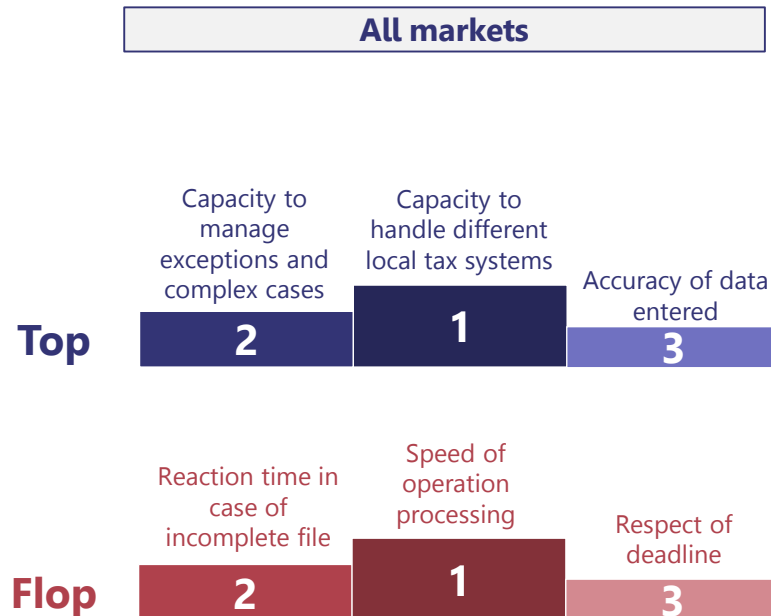 All markets
Capacity to
manage
exceptions and
complex cases
Capacity to
handle different
local tax systems
Accuracy of data
entered
Top
2
1
3
Reaction time in
case of
incomplete file
Speed of
operation
processing
Respect of
deadline
Flop
2
1
3